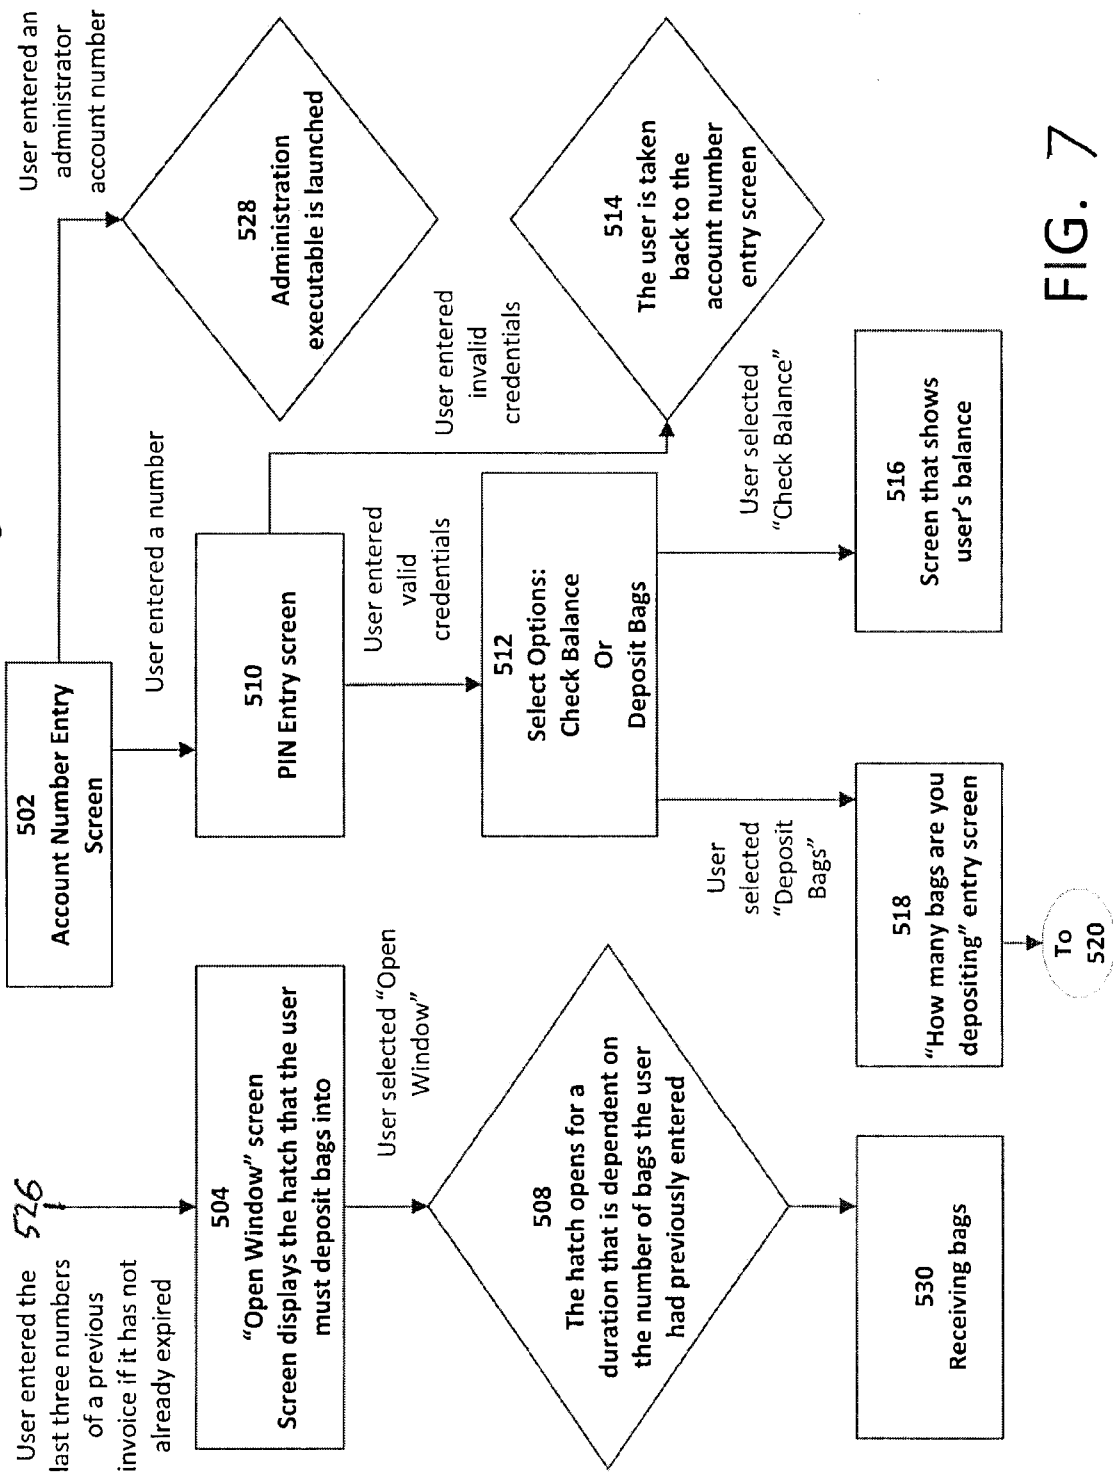 User entered the
last three numbers
of a previous
invoice if it has not
already expired
526
504
"Open Window" screen
Screen displays the hatch that the user
must deposit bags into
User selected "Open
Window"
508
The hatch opens for a
duration that is dependent on
the number of bags the user
had previously entered
530
Receiving bags
502
Account Number Entry
Screen
User entered a number
510
PIN Entry screen
User entered
valid
credentials
512
Select Options:
Check Balance
Or
Deposit Bags
User
selected
"Deposit
Bags"
518
"How many bags are you
depositing" entry screen
To
520
User selected
"Check Balance"
516
Screen that shows
user's balance
User entered an
administrator
account number
528
Administration
executable is launched
User entered
invalid
credentials
514
The user is taken
back to the
account number
entry screen
FIG. 7